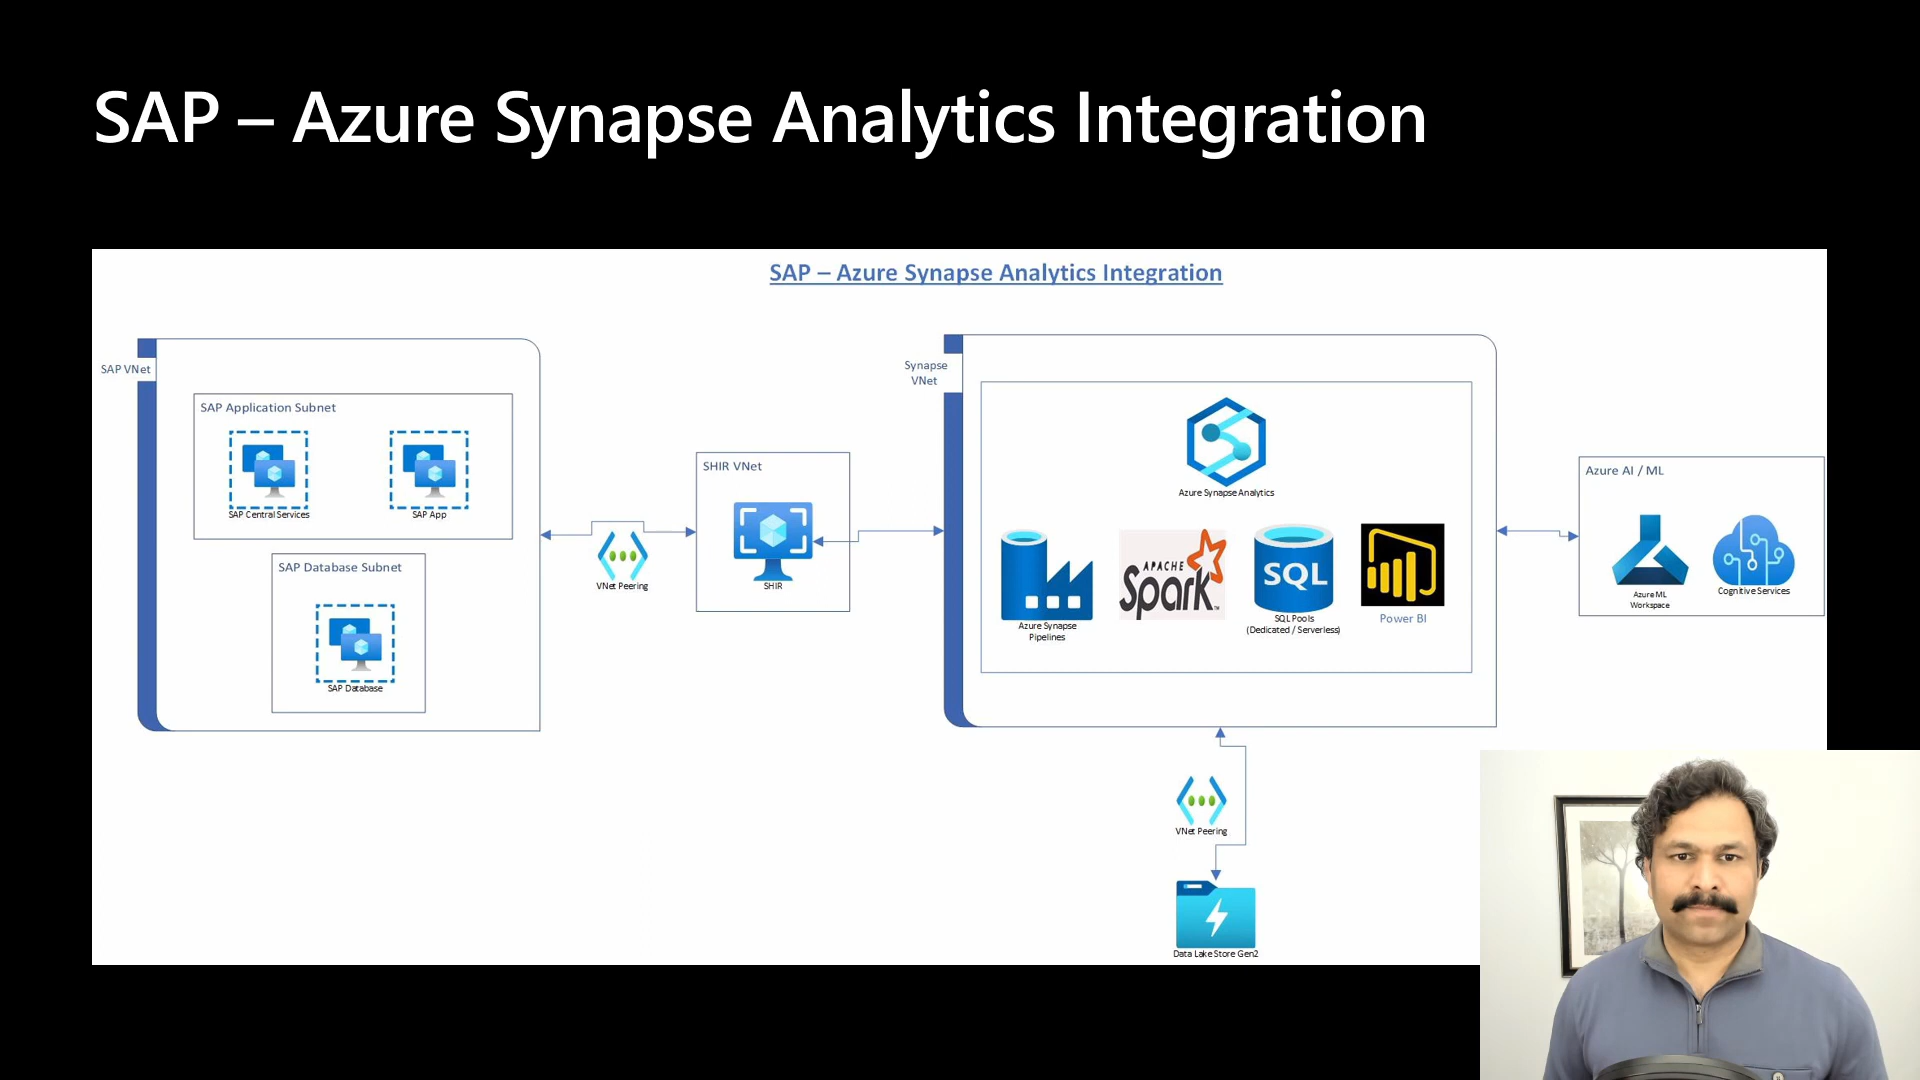 SAP – Azure Synapse Analytics Integration
SAP – Azure Synapse Analytics Integration
SAP VNet
SAP Application Subnet
SAP Central Services
SAP App
SAP Database Subnet
SAP Database
VNet Peering
SHIR VNet
SHIR
Synapse
VNet
Azure Synapse Analytics
Azure Synapse
Pipelines
APACHE
Spark™
SQL
SQL Pools
(Dedicated / Serverless)
Power BI
Azure AI / ML
Azure ML
Workspace
Cognitive Services
VNet Peering
Data Lake Store Gen2